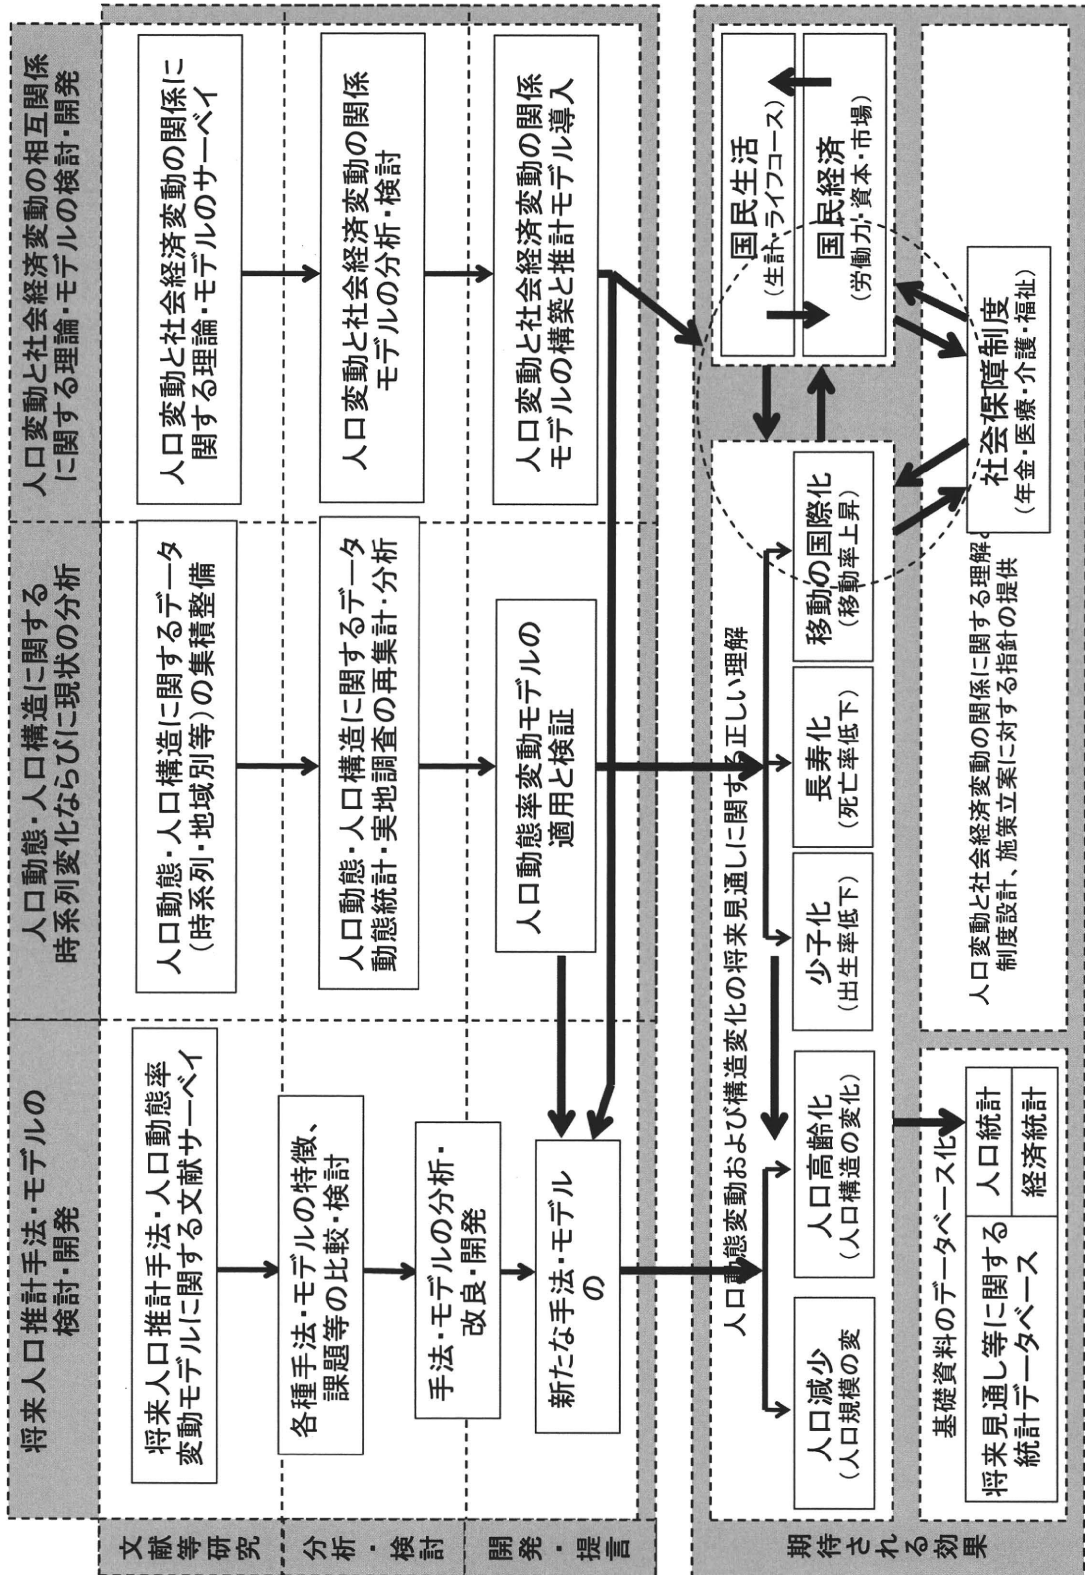 将来人口推計手法・モデルの
検討・開発
人口動態・人口構造に関する
時系列変化ならびに現状の分析
人口変動と社会経済変動の相互関係
に関する理論・モデルの検討・開発
文献等研究
将来人口推計手法・人口動態率
変動モデルに関する文献サーベイ
人口動態・人口構造に関するデータ
(時系列・地域別等)の集積整備
人口変動と社会経済変動の関係に
関する理論・モデルのサーベイ
分析・検討
各種手法・モデルの特徴、
課題等の比較・検討
人口動態・人口構造に関するデータ
動態統計・実地調査の再集計・分析
人口変動と社会経済変動の関係
モデルの分析・検討
手法・モデルの分析・
改良・開発
開発・提言
新たな手法・モデル
の
人口動態率変動モデルの
適用と検証
人口変動と社会経済変動の関係
モデルの構築と推計モデル導入
期待される効果
人口動態変動および構造変化の将来見通しに関する正しい理解
人口減少
(人口規模の変
人口高齢化
(人口構造の変化)
少子化
(出生率低下)
長寿化
(死亡率低下)
移動の国際化
(移動率上昇)
国民生活
(生計・ライフコース)
国民経済
(労働力・資本・市場)
基礎資料のデータベース化
将来見通し等に関する
統計データベース
人口統計
経済統計
人口変動と社会経済変動の関係に関する理解
制度設計、施策立案に対する指針の提供
社会保障制度
(年金・医療・介護・福祉)